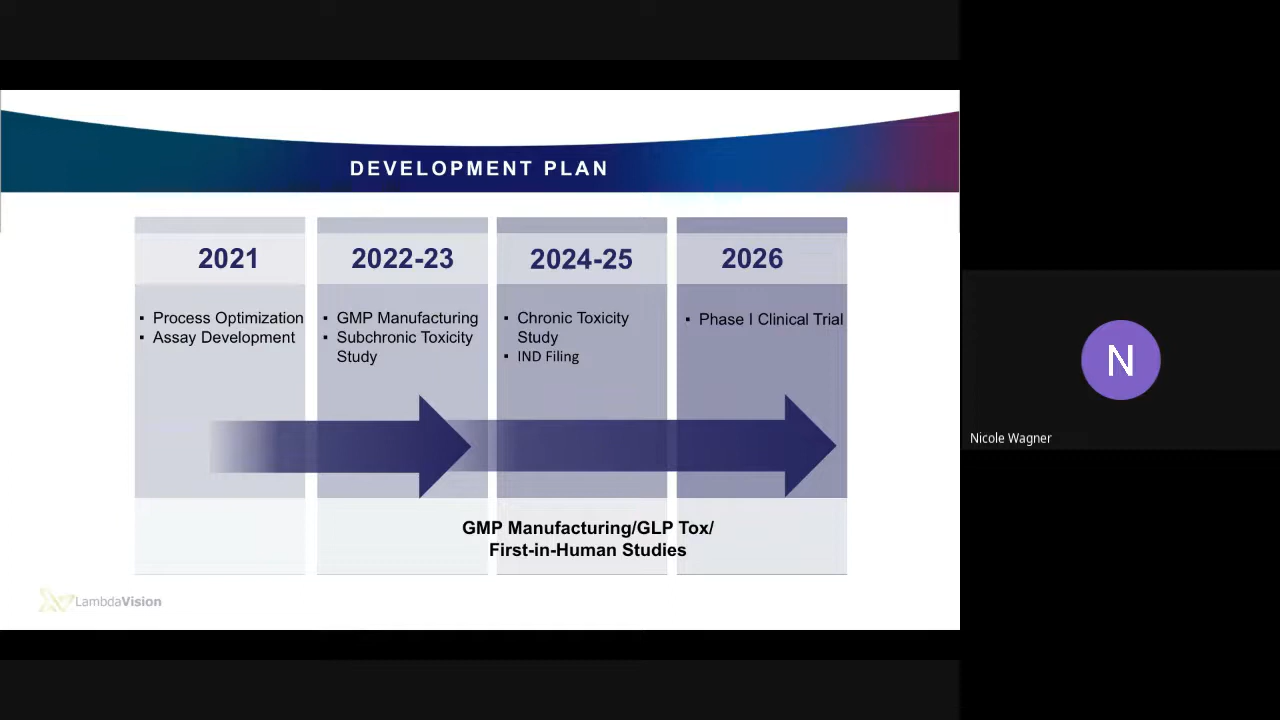 DEVELOPMENT PLAN
2021
▪ Process Optimization
▪ Assay Development
2022-23
▪ GMP Manufacturing
▪ Subchronic Toxicity
Study
2024-25
▪ Chronic Toxicity
Study
▪ IND Filing
2026
▪ Phase I Clinical Trial
GMP Manufacturing/GLP Tox/
First-in-Human Studies
LambdaVision
N
Nicole Wagner